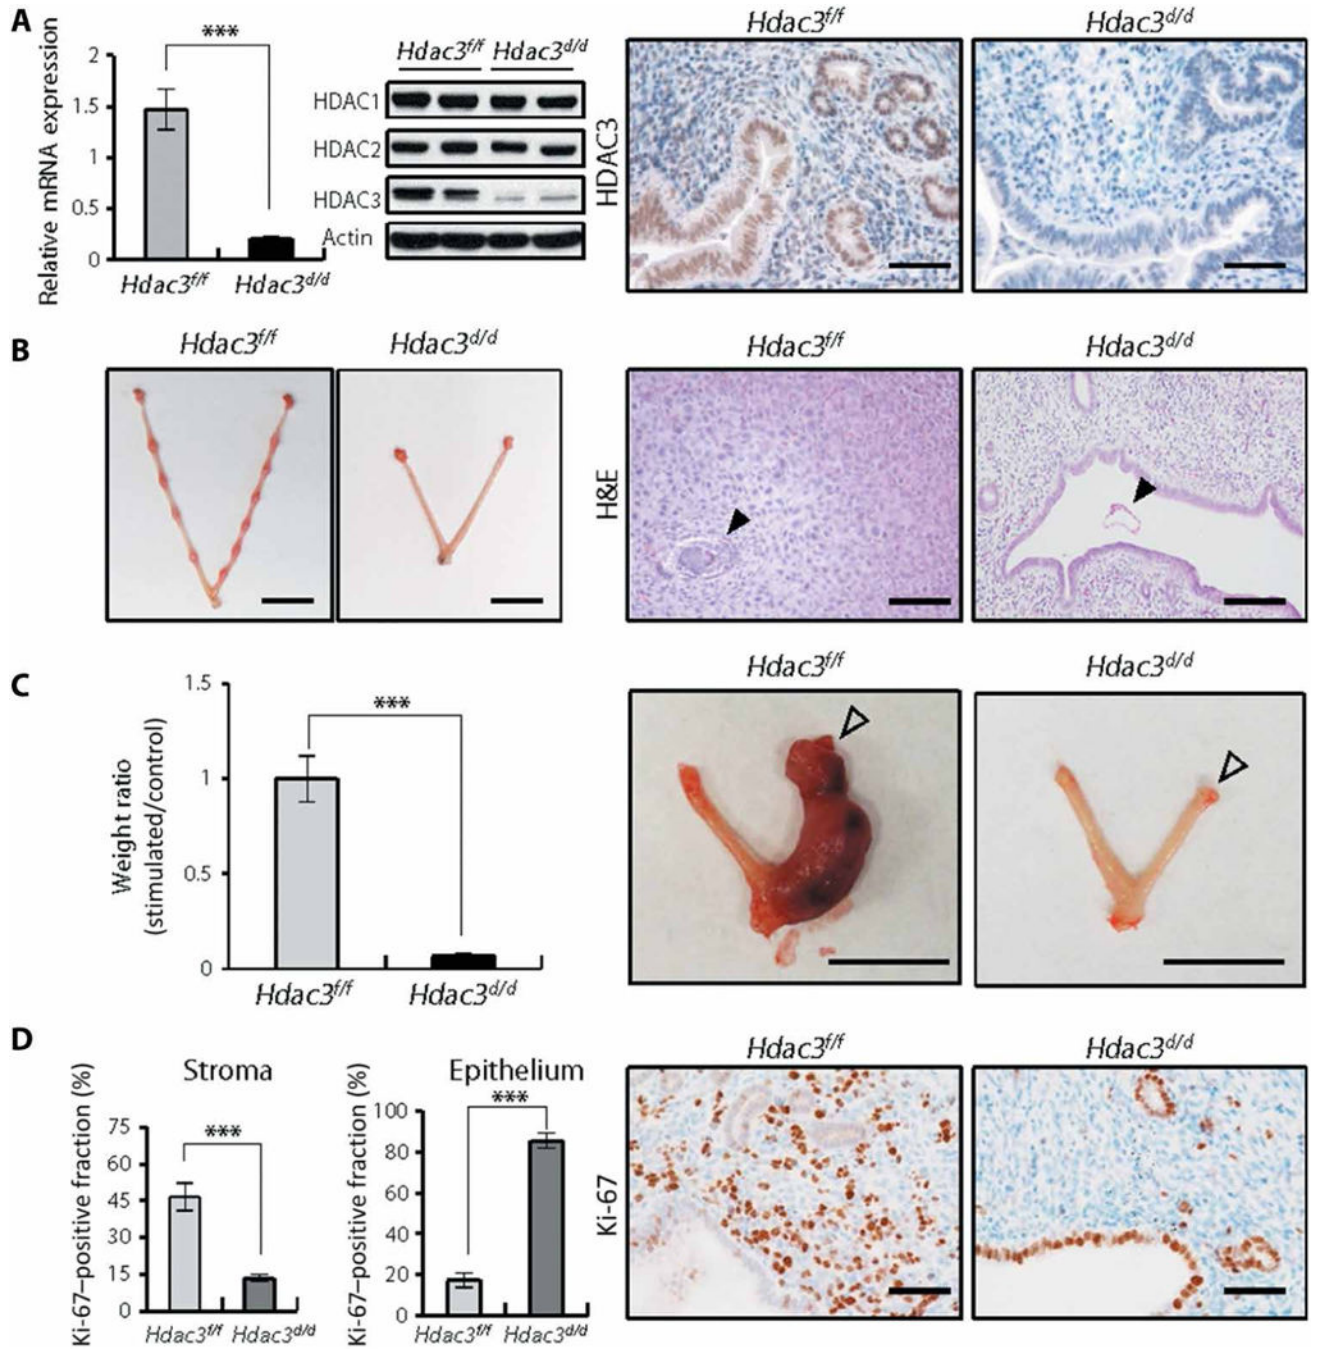 A
Relative mRNA expression
2
1.5
1
0.5
0
***
Hdac3f/f
Hdac3d/d
Hdac3f/f Hdac3d/d
HDAC1
HDAC2
HDAC3
Actin
HDAC3
Hdac3f/f
Hdac3d/d
B
Hdac3f/f
Hdac3d/d
H&E
Hdac3f/f
Hdac3d/d
C
Weight ratio
(stimulated/control)
1.5
1
0.5
0
***
Hdac3f/f
Hdac3d/d
Hdac3f/f
Hdac3d/d
D
Stroma
Ki-67–positive fraction (%)
75
60
45
30
15
0
***
Hdac3f/f Hdac3d/d
Epithelium
Ki-67–positive fraction (%)
100
80
60
40
20
0
***
Hdac3f/f Hdac3d/d
Ki-67
Hdac3f/f
Hdac3d/d